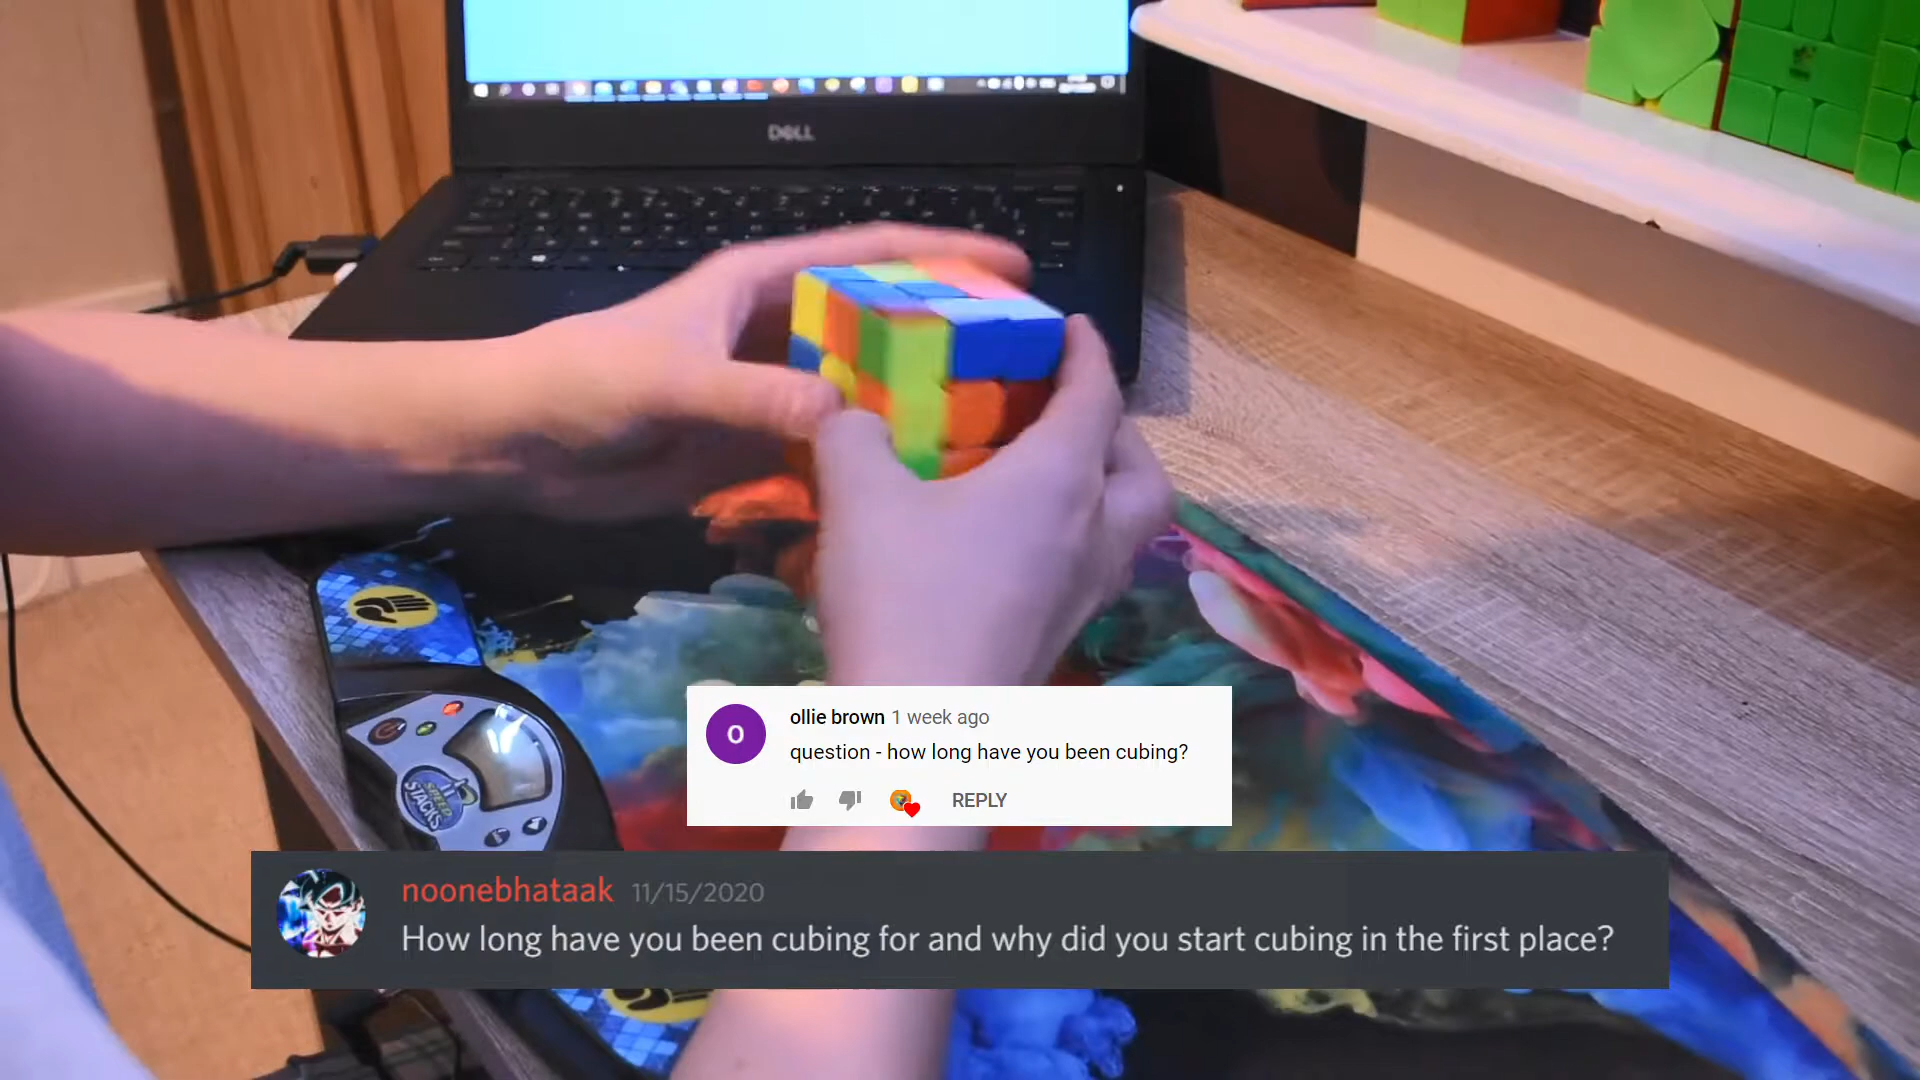 DELL
SPEED
STACKS
O
ollie brown 1 week ago
question - how long have you been cubing?
REPLY
noonebhataak 11/15/2020
How long have you been cubing for and why did you start cubing in the first place?